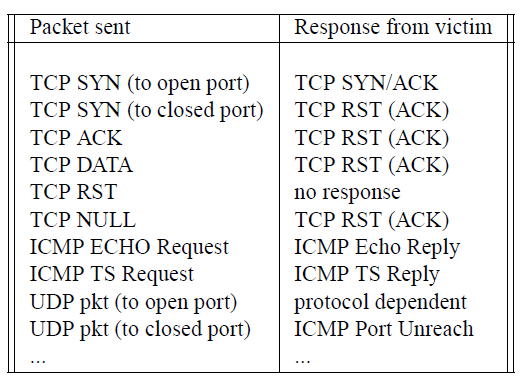 Packet sent Response from victim
TCP SYN (to open port) TCP SYN/ACK
TCP SYN (to closed port) TCP RST (ACK)
TCP ACK TCP RST (ACK)
TCP DATA TCP RST (ACK)
TCP RST no response
TCP NULL TCP RST (ACK)
ICMP ECHO Request ICMP Echo Reply
ICMP TS Request ICMP TS Reply
UDP pkt (to open port) protocol dependent
UDP pkt (to closed port) ICMP Port Unreach
... ...